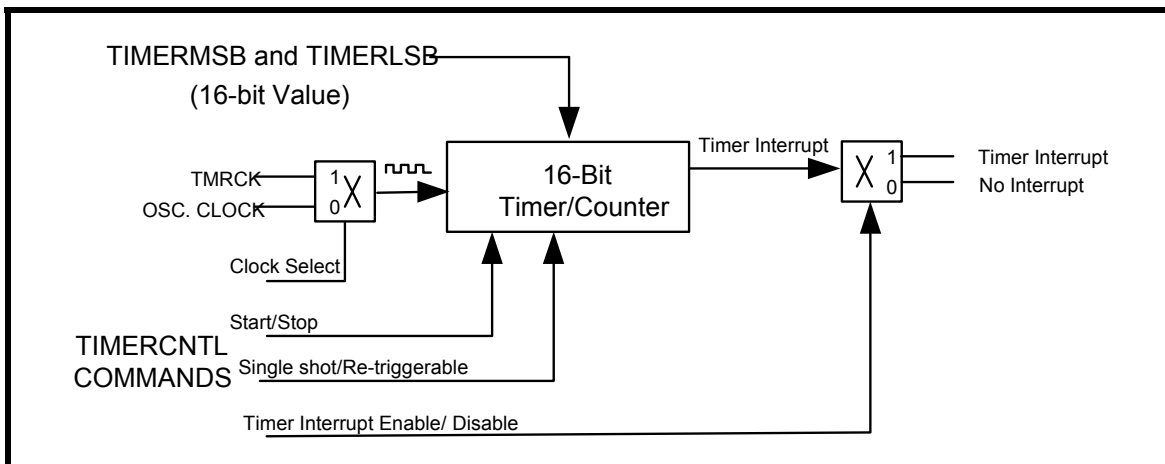 TIMERMSB and TIMERLSB
(16-bit Value)
TMRCK
OSC. CLOCK
1
0
X
Clock Select
16-Bit
Timer/Counter
Timer Interrupt
X
1
0
Timer Interrupt
No Interrupt
Start/Stop
TIMERCNTL
COMMANDS
Single shot/Re-triggerable
Timer Interrupt Enable/ Disable